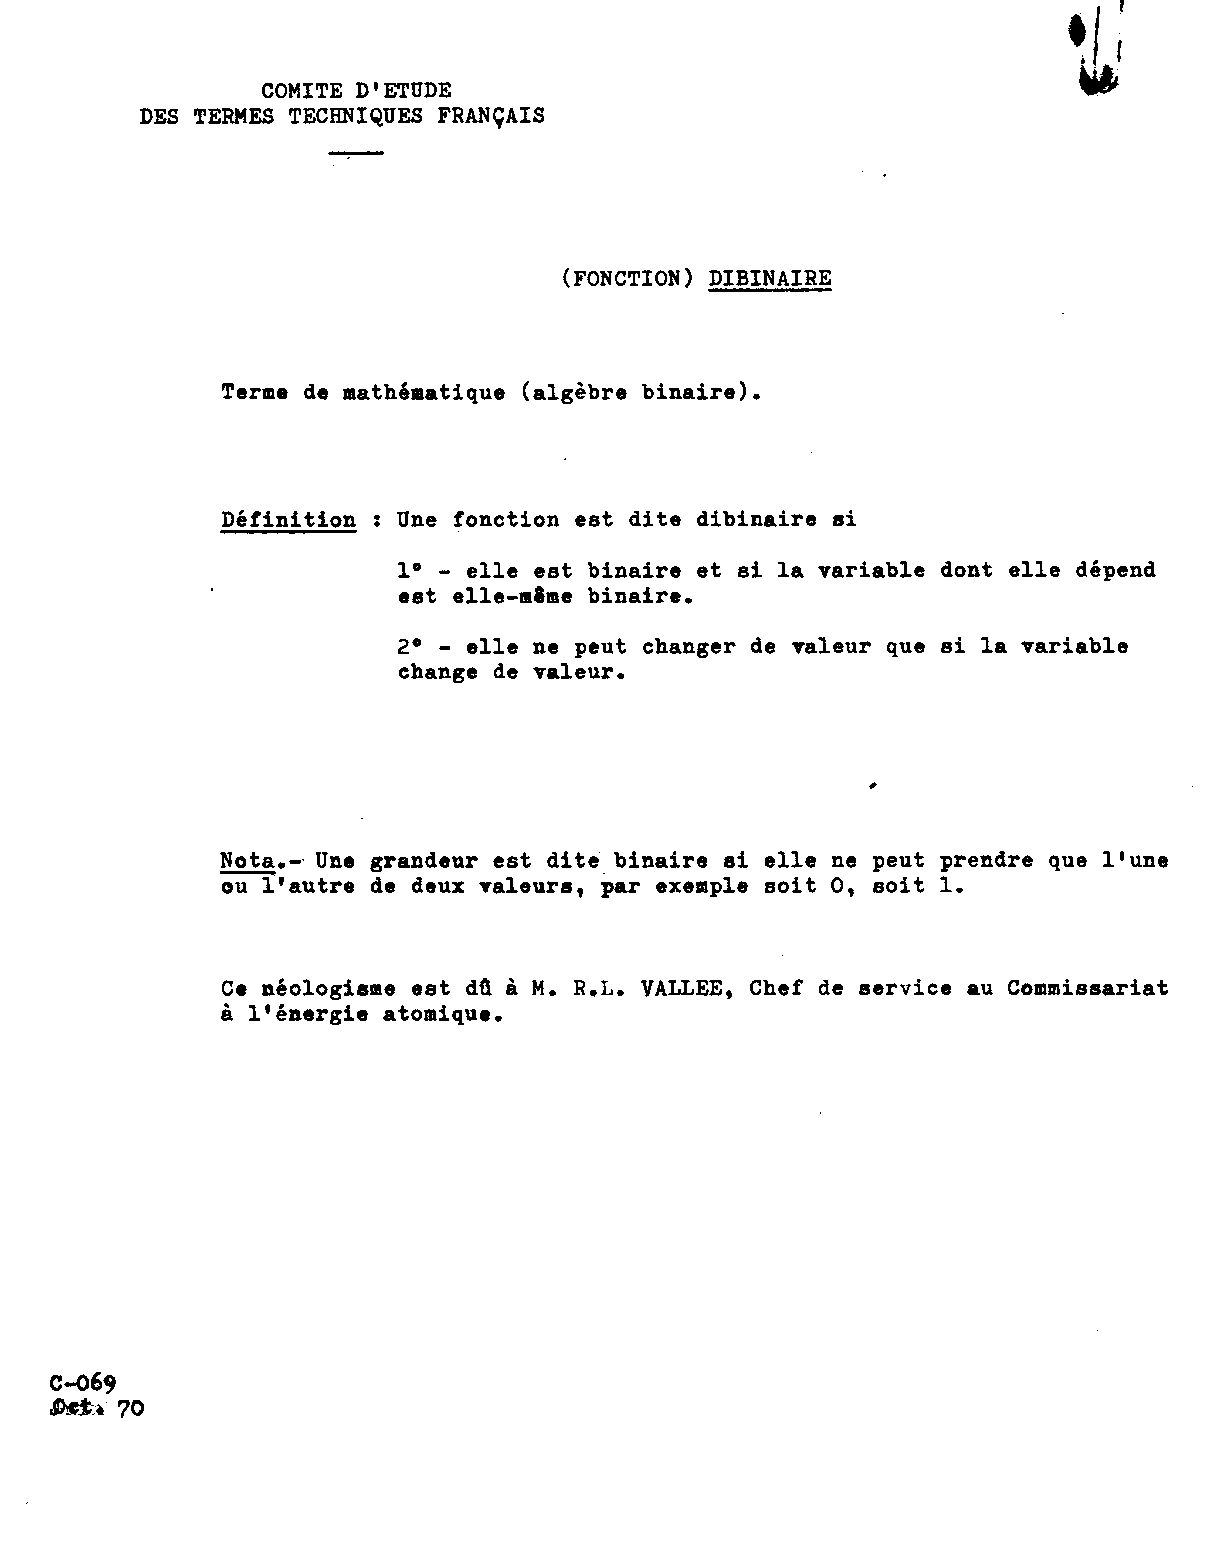 COMITE D'ETUDE
DES TERMES TECHNIQUES FRANÇAIS
(FONCTION) DIBINAIRE
Terme de mathématique (algèbre binaire).
Définition : Une fonction est dite dibinaire si
1° - elle est binaire et si la variable dont elle dépend
est elle-même binaire.
2° - elle ne peut changer de valeur que si la variable
change de valeur.
Nota.- Une grandeur est dite binaire si elle ne peut prendre que l'une
ou l'autre de deux valeurs, par exemple soit 0, soit 1.
Ce néologisme est dû à M. R.L. VALLEE, Chef de service au Commissariat
à l'énergie atomique.
C-069
Oct. 70